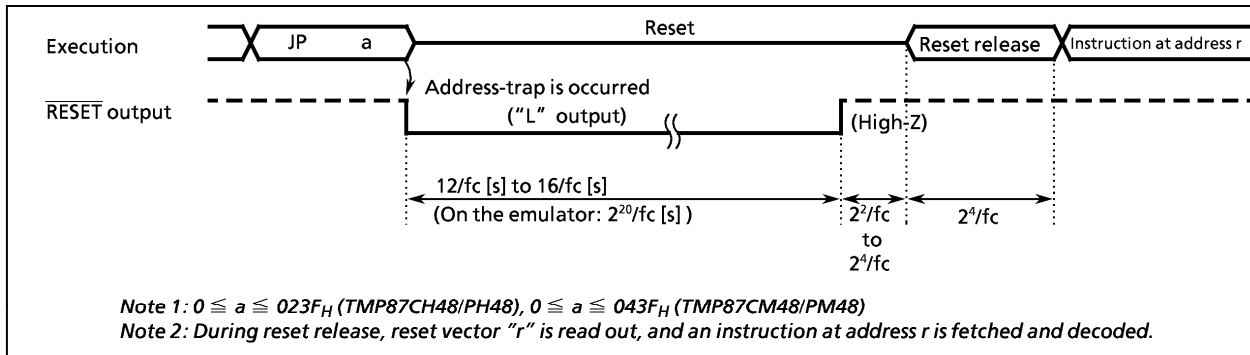 Reset
Execution
JP a
Reset release
Instruction at address r
Address-trap is occurred
RESET output
("L" output)
(High-Z)
12/fc [s] to 16/fc [s]
(On the emulator: 2²⁰/fc [s] )
2²/fc
to
2⁴/fc
2⁴/fc
Note 1: 0 ≦ a ≦ 023F_H (TMP87CH48/PH48), 0 ≦ a ≦ 043F_H (TMP87CM48/PM48)
Note 2: During reset release, reset vector "r" is read out, and an instruction at address r is fetched and decoded.